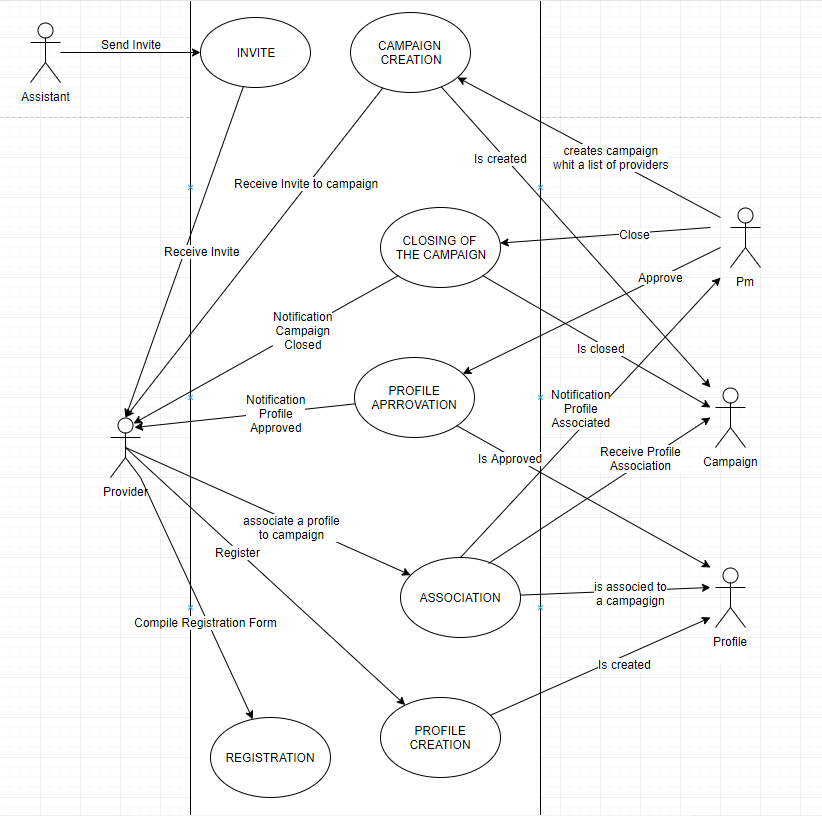 Send Invite
INVITE
CAMPAIGN
CREATION
Assistant
Is created
creates campaign
whit a list of providers
Receive Invite to campaign
Close
CLOSING OF
THE CAMPAIGN
Receive Invite
Approve
Pm
Notification
Campaign
Closed
Is closed
Notification
Profile
Approved
PROFILE
APRROVATION
Notification
Profile
Associated
Is Approved
Receive Profile
Association
Campaign
Provider
associate a profile
to campaign
Register
ASSOCIATION
is associed to
a campagign
Compile Registration Form
Profile
Is created
REGISTRATION
PROFILE
CREATION